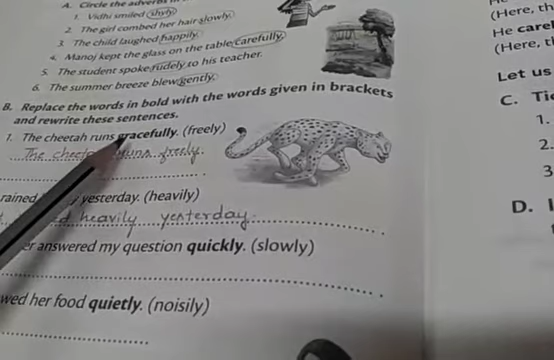 A. Circle the adverbs in
1. Vidhi smiled shyly.
2. The girl combed her hair slowly.
3. The child laughed happily.
4. Manoj kept the glass on the table carefully.
5. The student spoke rudely to his teacher.
6. The summer breeze blew gently.
B. Replace the words in bold with the words given in brackets
and rewrite these sentences.
1. The cheetah runs gracefully. (freely)
The runs freely.
rained yesterday. (heavily)
heavily yesterday.
er answered my question quickly. (slowly)
wed her food quietly. (noisily)
(Here, th
He care
(Here, th
Let us
C. Tic
1.
2.
3
D. I